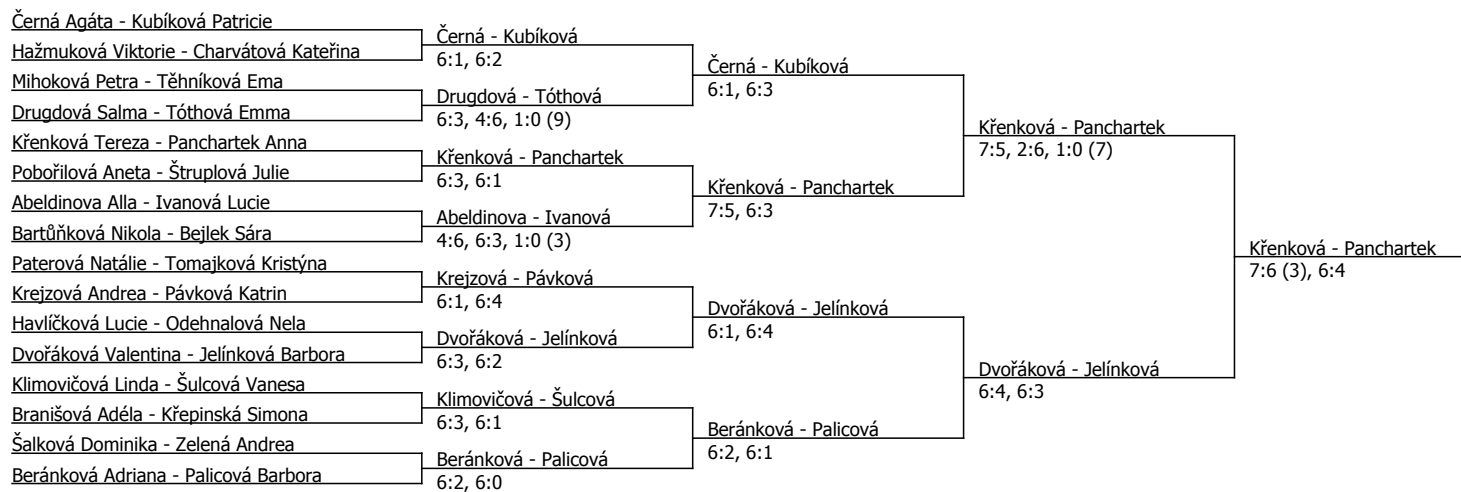 Černá Agáta - Kubíková Patricie
Hažmuková Viktorie - Charvátová Kateřina
Mihoková Petra - Těhníková Ema
Drugdová Salma - Tóthová Emma
Křenková Tereza - Panchartek Anna
Pobořilová Aneta - Štruplová Julie
Abeldinova Alla - Ivanová Lucie
Bartůňková Nikola - Bejlek Sára
Paterová Natálie - Tomajková Kristýna
Krejzová Andrea - Pávková Katrin
Havlíčková Lucie - Odehnalová Nela
Dvořáková Valentina - Jelínková Barbora
Klimovičová Linda - Šulcová Vanesa
Branišová Adéla - Křepinská Simona
Šalková Dominika - Zelená Andrea
Beránková Adriana - Palicová Barbora
Černá - Kubíková
6:1, 6:2
Drugdová - Tóthová
6:3, 4:6, 1:0 (9)
Křenková - Panchartek
6:3, 6:1
Abeldinova - Ivanová
4:6, 6:3, 1:0 (3)
Krejzová - Pávková
6:1, 6:4
Dvořáková - Jelínková
6:3, 6:2
Klimovičová - Šulcová
6:3, 6:1
Beránková - Palicová
6:2, 6:0
Černá - Kubíková
6:1, 6:3
Křenková - Panchartek
7:5, 6:3
Dvořáková - Jelínková
6:1, 6:4
Beránková - Palicová
6:2, 6:1
Křenková - Panchartek
7:5, 2:6, 1:0 (7)
Dvořáková - Jelínková
6:4, 6:3
Křenková - Panchartek
7:6 (3), 6:4